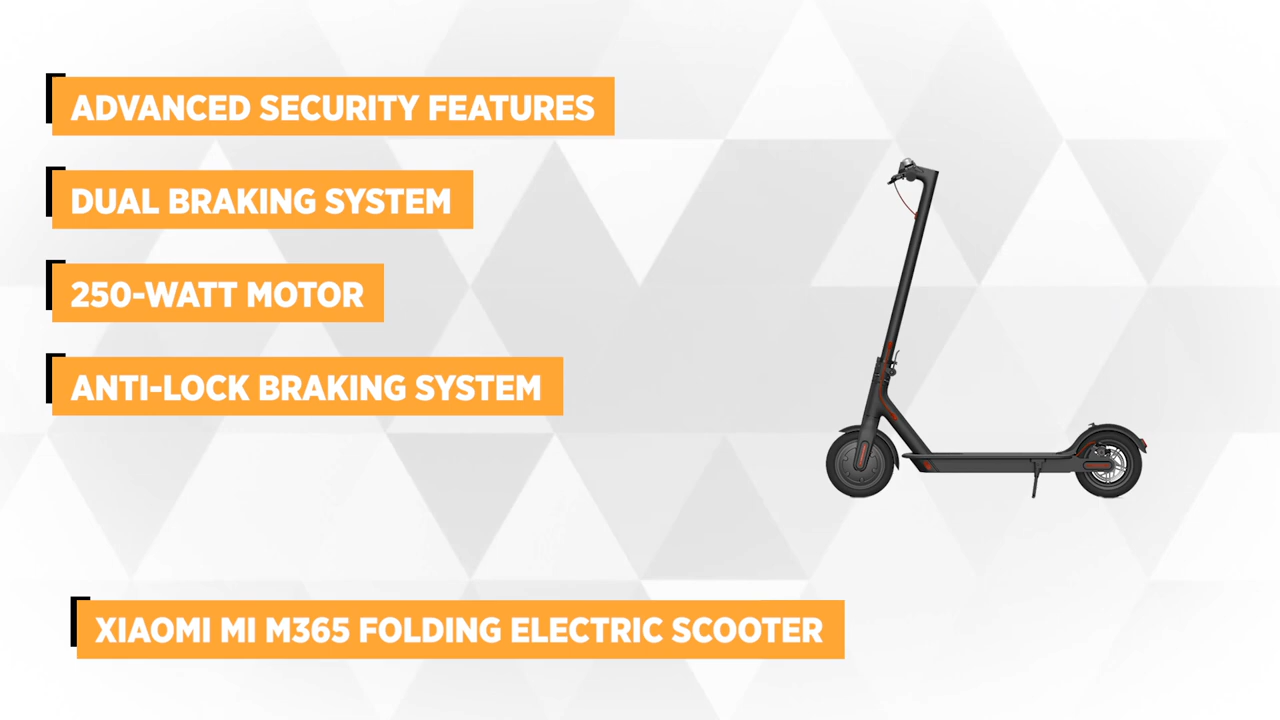 ADVANCED SECURITY FEATURES
DUAL BRAKING SYSTEM
250-WATT MOTOR
ANTI-LOCK BRAKING SYSTEM
XIAOMI MI M365 FOLDING ELECTRIC SCOOTER